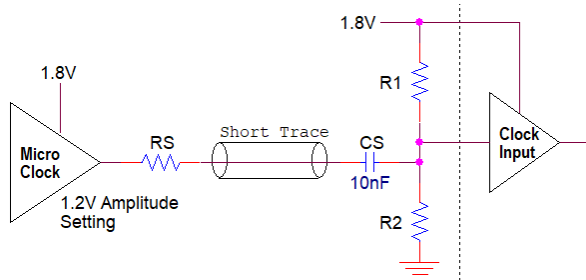 1.8V
R1
1.8V
RS
Short Trace
CS
Micro
Clock
Clock
Input
10nF
1.2V Amplitude
Setting
R2